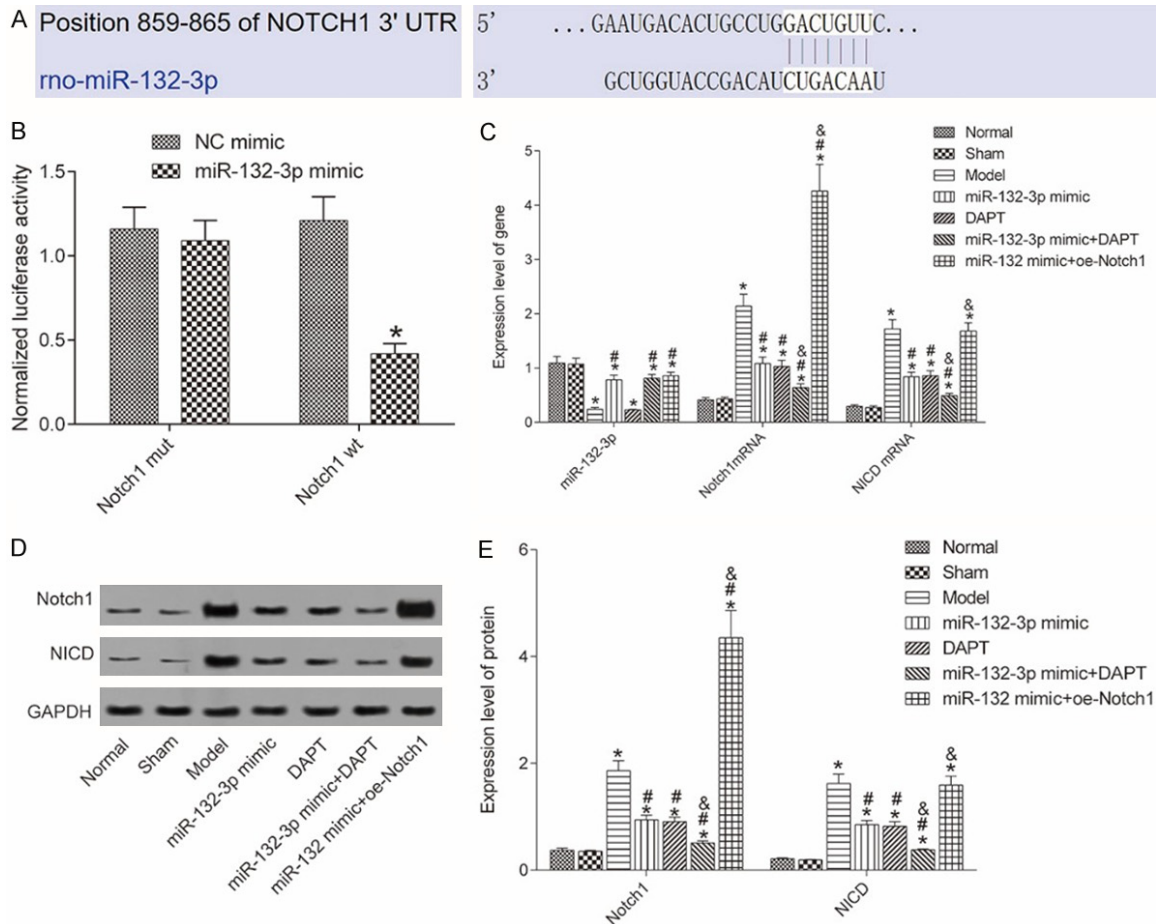 A
Position 859-865 of NOTCH1 3' UTR
5' ...GAAUGACACUGCCUGGACUGUUC...
rno-miR-132-3p
3' GCUGGUACCGACAUCUGACAAU
B
NC mimic
miR-132-3p mimic
Normalized luciferase activity
1.5
1.0
0.5
0.0
*
Notch1 mut
Notch1 wt
C
Normal
Sham
Model
miR-132-3p mimic
DAPT
miR-132-3p mimic+DAPT
miR-132 mimic+oe-Notch1
Expression level of gene
5
4
3
2
1
0
*
#
*
*
#
*
#
*
*
#
*
#
*
&
#
*
&
#
*
*
#
*
#
*
&
#
*
&
*
miR-132-3p
Notch1mRNA
NICD mRNA
D
Notch1
NICD
GAPDH
Normal
Sham
Model
miR-132-3p mimic
DAPT
miR-132-3p mimic+DAPT
miR-132 mimic+oe-Notch1
E
Normal
Sham
Model
miR-132-3p mimic
DAPT
miR-132-3p mimic+DAPT
miR-132 mimic+oe-Notch1
Expression level of protein
6
4
2
0
*
#
*
#
*
&
#
*
&
#
*
*
#
*
#
*
&
#
*
&
*
Notch1
NICD